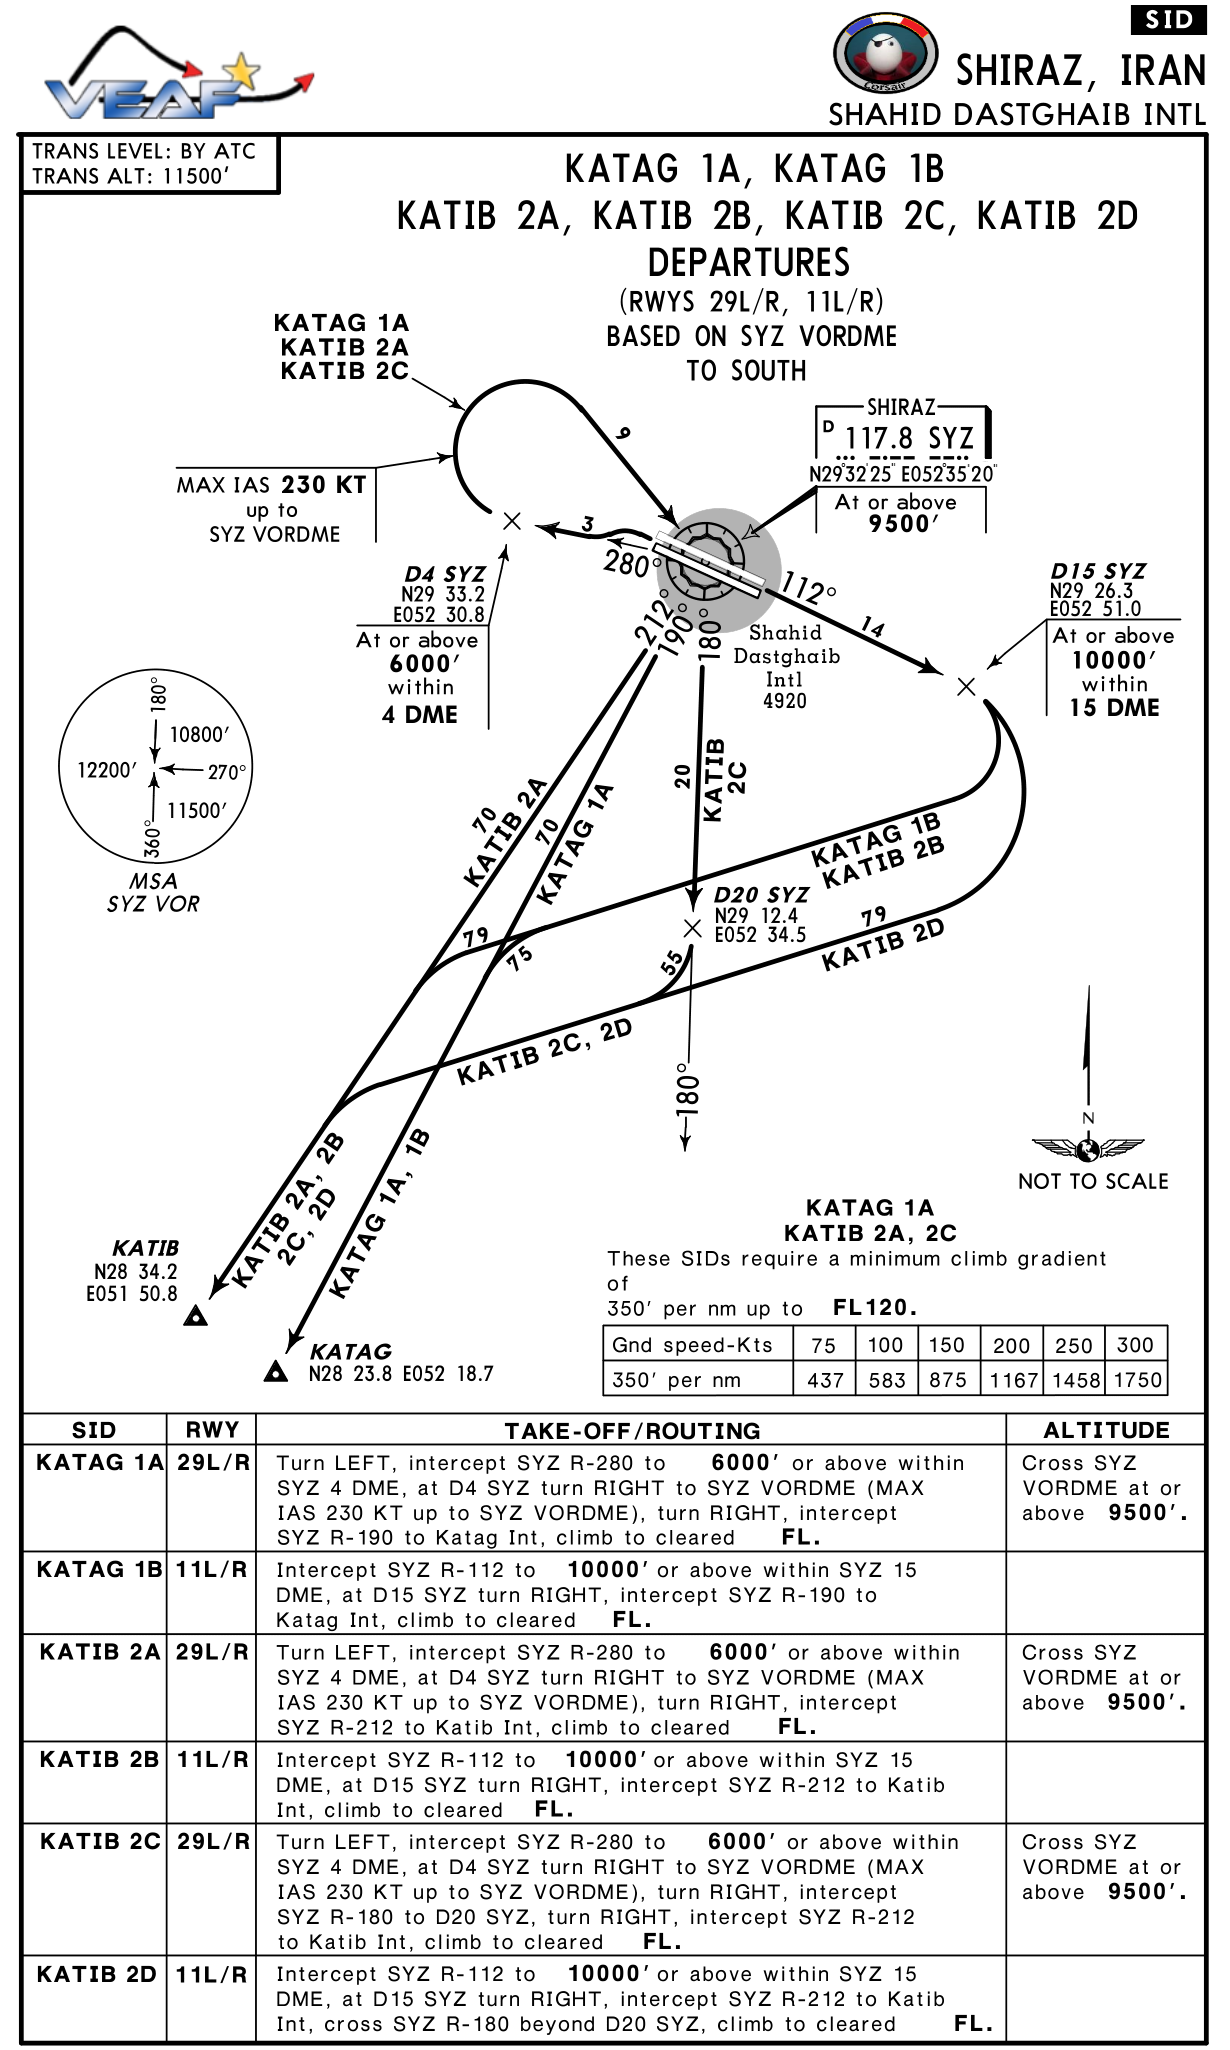 SID
VEAF
Corsair
SHIRAZ, IRAN
SHAHID DASTGHAIB INTL
TRANS LEVEL: BY ATC
TRANS ALT: 11500'
KATAG 1A, KATAG 1B
KATIB 2A, KATIB 2B, KATIB 2C, KATIB 2D
DEPARTURES
(RWYS 29L/R, 11L/R)
BASED ON SYZ VORDME
TO SOUTH
KATAG 1A
KATIB 2A
KATIB 2C
9
SHIRAZ
D 117.8 SYZ
N29°32'25" E052°35'20"
At or above
9500'
MAX IAS 230 KT
up to
SYZ VORDME
3
280°
D4 SYZ
N29 33.2
E052 30.8
At or above
6000'
within
4 DME
112°
14
D15 SYZ
N29 26.3
E052 51.0
At or above
10000'
within
15 DME
212°
190°
180°
Shahid
Dastghaib
Intl
4920
180°
10800'
12200'
270°
11500'
360°
MSA
SYZ VOR
70
KATIB 2A
70
KATAG 1A
20
KATIB
2C
KATAG 1B
KATIB 2B
D20 SYZ
N29 12.4
E052 34.5
79
75
55
79
KATIB 2D
KATIB 2C, 2D
180°
N
NOT TO SCALE
KATIB 2A, 2B
2C, 2D
KATAG 1A, 1B
KATIB
N28 34.2
E051 50.8
KATAG
N28 23.8 E052 18.7
KATAG 1A
KATIB 2A, 2C
These SIDs require a minimum climb gradient
of
350' per nm up to FL120.
Gnd speed-Kts 75 100 150 200 250 300
350' per nm 437 583 875 1167 1458 1750
SID RWY TAKE-OFF/ROUTING ALTITUDE
KATAG 1A 29L/R Turn LEFT, intercept SYZ R-280 to 6000' or above within Cross SYZ
SYZ 4 DME, at D4 SYZ turn RIGHT to SYZ VORDME (MAX VORDME at or
IAS 230 KT up to SYZ VORDME), turn RIGHT, intercept above 9500'.
SYZ R-190 to Katag Int, climb to cleared FL.
KATAG 1B 11L/R Intercept SYZ R-112 to 10000' or above within SYZ 15
DME, at D15 SYZ turn RIGHT, intercept SYZ R-190 to
Katag Int, climb to cleared FL.
KATIB 2A 29L/R Turn LEFT, intercept SYZ R-280 to 6000' or above within Cross SYZ
SYZ 4 DME, at D4 SYZ turn RIGHT to SYZ VORDME (MAX VORDME at or
IAS 230 KT up to SYZ VORDME), turn RIGHT, intercept above 9500'.
SYZ R-212 to Katib Int, climb to cleared FL.
KATIB 2B 11L/R Intercept SYZ R-112 to 10000' or above within SYZ 15
DME, at D15 SYZ turn RIGHT, intercept SYZ R-212 to Katib
Int, climb to cleared FL.
KATIB 2C 29L/R Turn LEFT, intercept SYZ R-280 to 6000' or above within Cross SYZ
SYZ 4 DME, at D4 SYZ turn RIGHT to SYZ VORDME (MAX VORDME at or
IAS 230 KT up to SYZ VORDME), turn RIGHT, intercept above 9500'.
SYZ R-180 to D20 SYZ, turn RIGHT, intercept SYZ R-212
to Katib Int, climb to cleared FL.
KATIB 2D 11L/R Intercept SYZ R-112 to 10000' or above within SYZ 15
DME, at D15 SYZ turn RIGHT, intercept SYZ R-212 to Katib
Int, cross SYZ R-180 beyond D20 SYZ, climb to cleared FL.